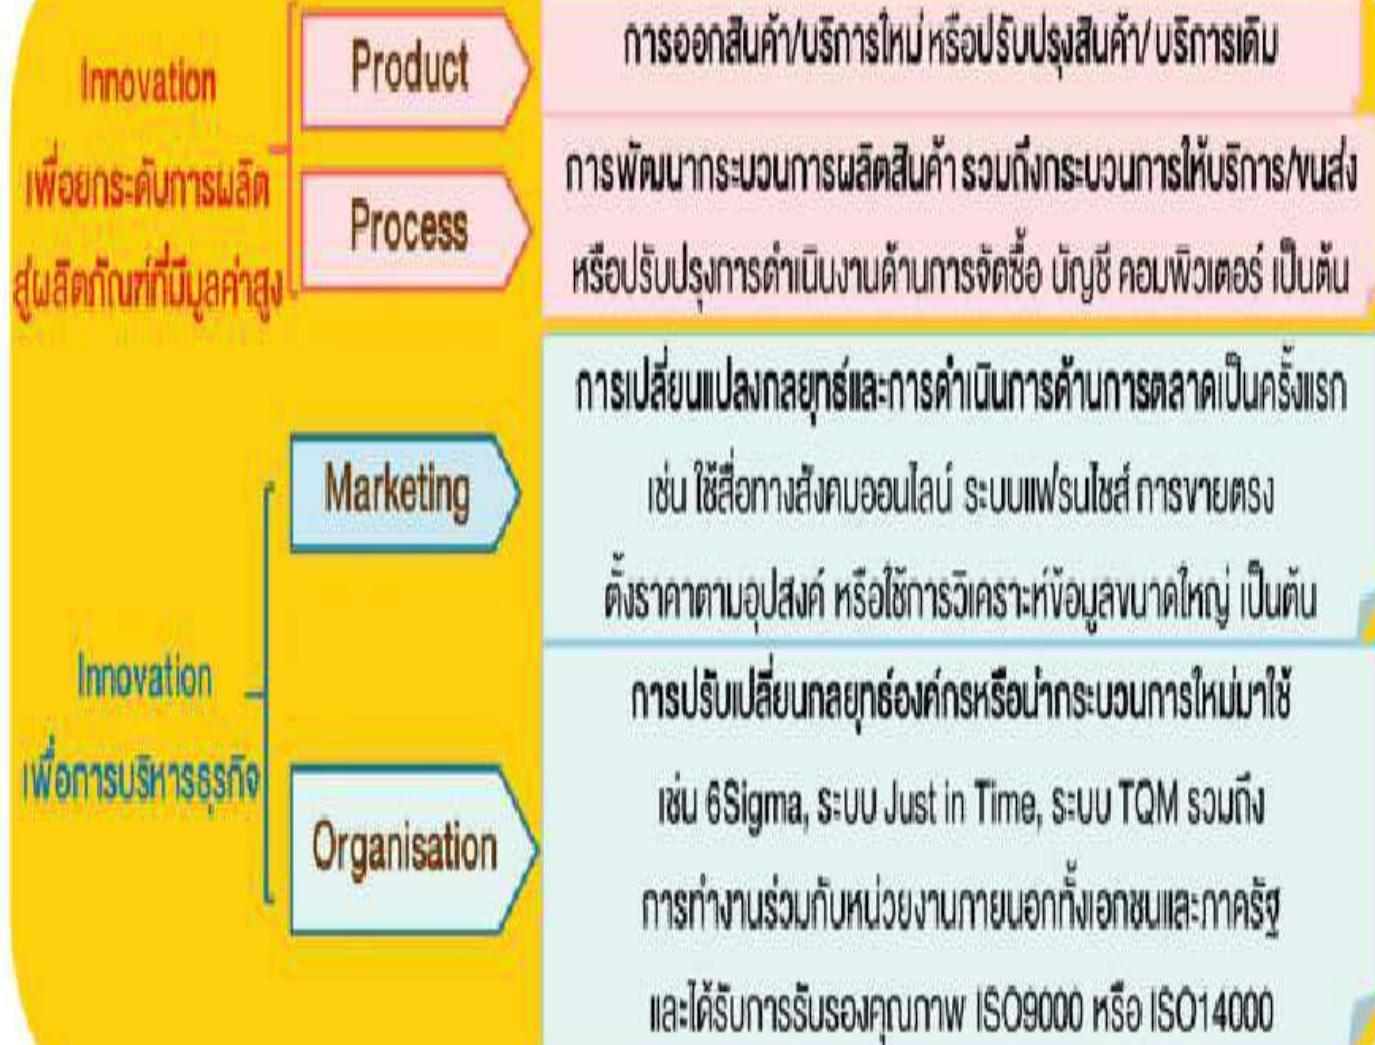 Innovation
เพื่อยกระดับการผลิต
สู่ผลิตภัณฑ์ที่มีมูลค่าสูง
Product
การออกสินค้า/บริการใหม่ หรือปรับปรุงสินค้า/บริการเดิม
Process
การพัฒนากระบวนการผลิตสินค้า รวมถึงกระบวนการให้บริการ/ขนส่ง
หรือปรับปรุงการดำเนินงานด้านการจัดซื้อ บัญชี คอมพิวเตอร์ เป็นต้น
Innovation
เพื่อการบริหารธุรกิจ
Marketing
การเปลี่ยนแปลงกลยุทธ์และการดำเนินการด้านการตลาดเป็นครั้งแรก
เช่น ใช้สื่อทางสังคมออนไลน์ ระบบแฟรนไชส์ การขายตรง
ตั้งราคาตามอุปสงค์ หรือใช้การวิเคราะห์ข้อมูลขนาดใหญ่ เป็นต้น
Organisation
การปรับเปลี่ยนกลยุทธ์องค์กรหรือนำกระบวนการใหม่มาใช้
เช่น 6Sigma, ระบบ Just in Time, ระบบ TQM รวมถึง
การทำงานร่วมกับหน่วยงานภายนอกทั้งเอกชนและภาครัฐ
และได้รับการรับรองคุณภาพ ISO9000 หรือ ISO14000